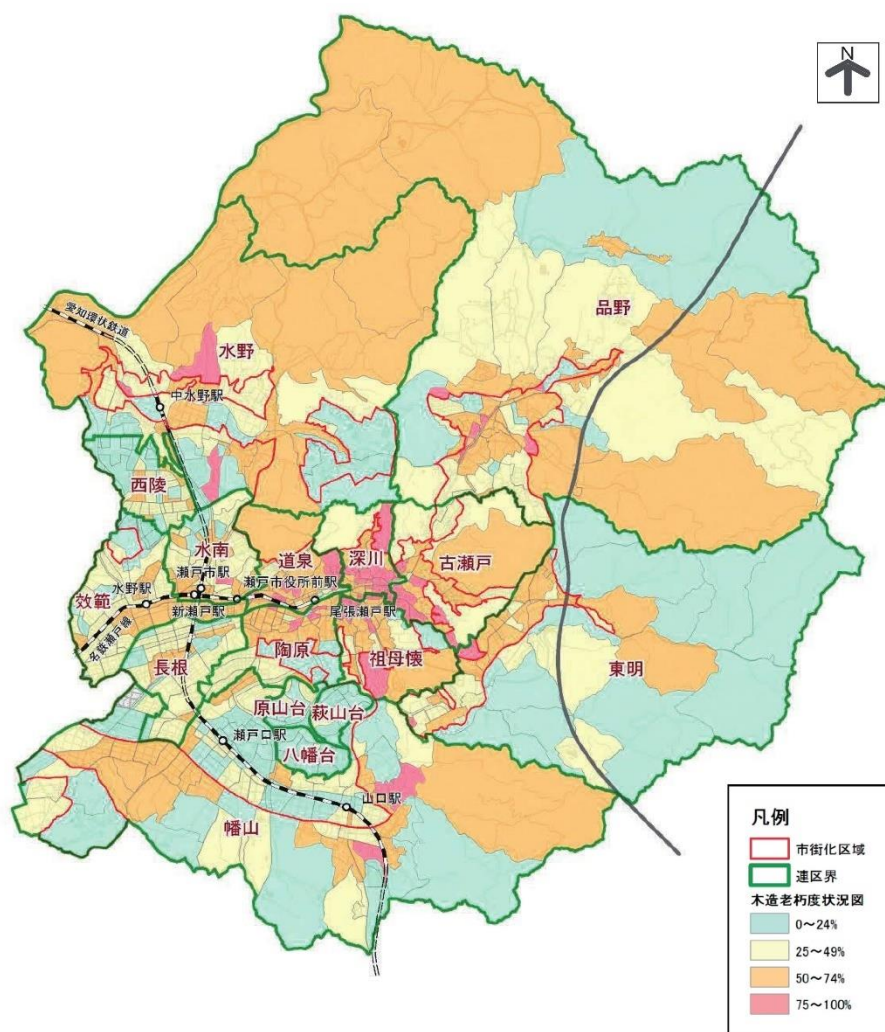 N
愛知環状鉄道
水野
品野
中水野駅
西陵
水南
道泉
深川
古瀬戸
瀬戸市駅
水野駅
瀬戸市役所前駅
効範
新瀬戸駅
尾張瀬戸駅
名鉄瀬戸線
陶原
祖母懐
長根
東明
原山台
萩山台
瀬戸口駅
八幡台
山口駅
幡山
凡例
市街化区域
連区界
木造老朽度状況図
0～24%
25～49%
50～74%
75～100%